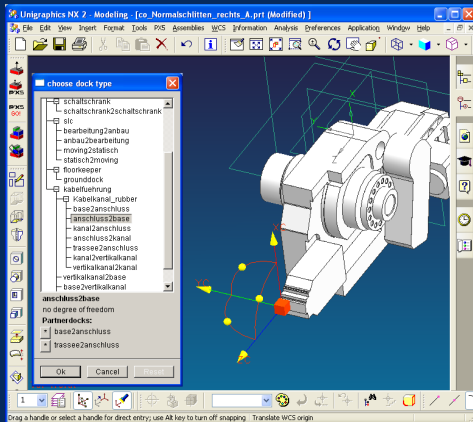 Unigraphics NX 2 - Modeling - [co_Normalschlitten_rechts_A.prt (Modified) ]
File Edit View Insert Format Tools PXS Assemblies WCS Information Analysis Preferences Application Window Help
choose dock type
schaltschrank
schaltschrank2schaltschrank
slc
bearbeitung2anbau
anbau2bearbeitung
moving2statisch
statisch2moving
floorkeeper
grounddock
kabelfuehrung
Kabelkanal_rubber
base2anschluss
anschluss2base
kanal2anschluss
anschluss2kanal
trassee2anschluss
kanal2vertikalkanal
vertikalkanal2kanal
vertikalkanal2base
base2vertikalkanal
anschluss2base
no degree of freedom
Partnerdocks:
* base2anschluss
* trassee2anschluss
Ok Cancel Reset
1
Drag a handle or select a handle for direct entry; use Alt key to turn off snapping Translate WCS origin